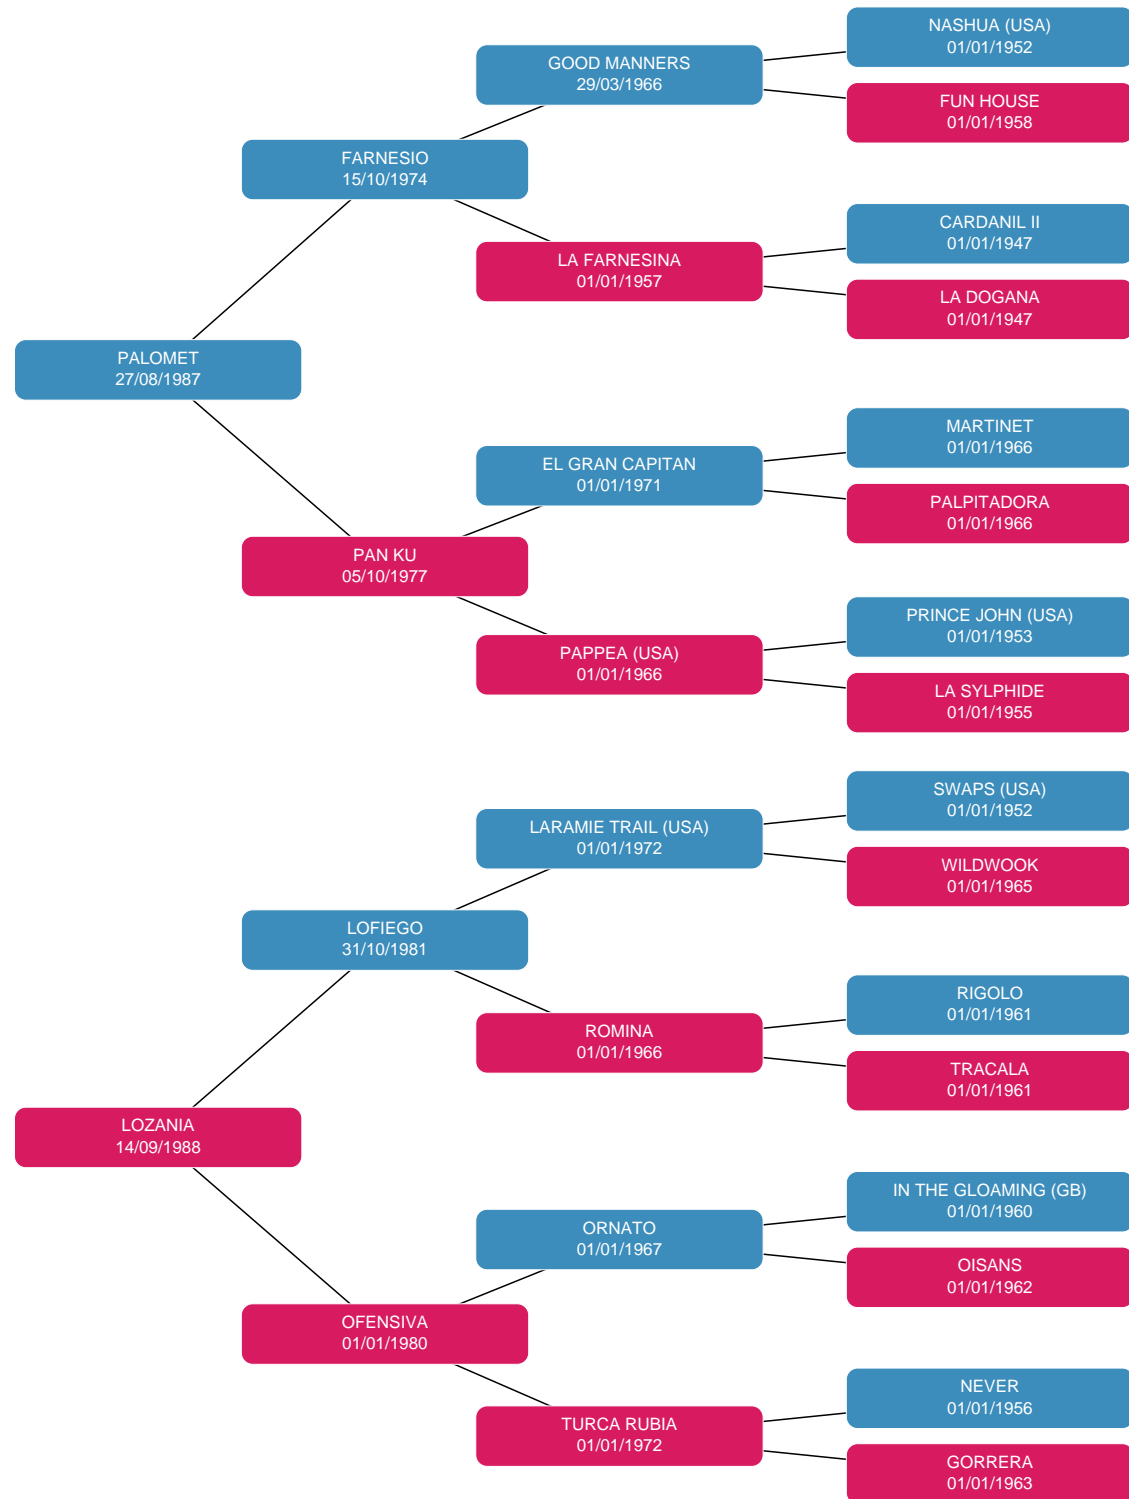 NASHUA (USA)
01/01/1952
GOOD MANNERS
29/03/1966
FUN HOUSE
01/01/1958
FARNESIO
15/10/1974
CARDANIL II
01/01/1947
LA FARNESINA
01/01/1957
LA DOGANA
01/01/1947
PALOMET
27/08/1987
MARTINET
01/01/1966
EL GRAN CAPITAN
01/01/1971
PALPITADORA
01/01/1966
PAN KU
05/10/1977
PRINCE JOHN (USA)
01/01/1953
PAPPEA (USA)
01/01/1966
LA SYLPHIDE
01/01/1955
SWAPS (USA)
01/01/1952
LARAMIE TRAIL (USA)
01/01/1972
WILDWOOK
01/01/1965
LOFIEGO
31/10/1981
RIGOLO
01/01/1961
ROMINA
01/01/1966
TRACALA
01/01/1961
LOZANIA
14/09/1988
IN THE GLOAMING (GB)
01/01/1960
ORNATO
01/01/1967
OISANS
01/01/1962
OFENSIVA
01/01/1980
NEVER
01/01/1956
TURCA RUBIA
01/01/1972
GORRERA
01/01/1963